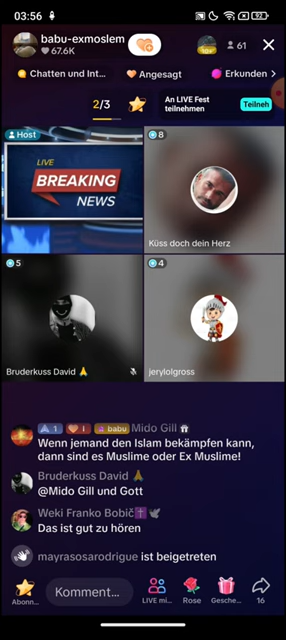 03:56
92
babu-exmoslem
67.6K
61
Chatten und Int...
Angesagt
Erkunden
2/3
An LIVE Fest
teilnehmen
Teilneh
Host
8
LIVE
BREAKING
NEWS
Küss doch dein Herz
5
4
Bruderkuss David
jerylolgross
1 I babu Mido Gill
Wenn jemand den Islam bekämpfen kann,
dann sind es Muslime oder Ex Muslime!
Bruderkuss David
@Mido Gill und Gott
Weki Franko Bobič
Das ist gut zu hören
mayrasosarodrigue ist beigetreten
Kommentᆢ
Abonn...
LIVE mi...
Rose
Gesche...
16